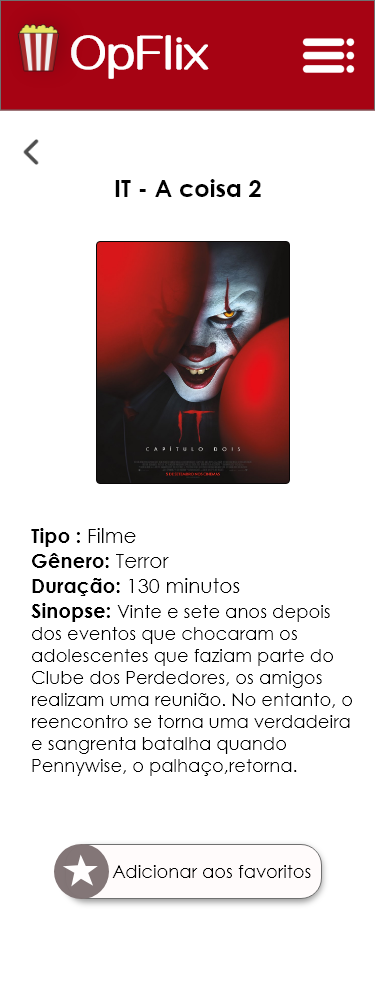 OpFlix
IT - A coisa 2
IT
CAPÍTULO DOIS
Tipo : Filme
Gênero: Terror
Duração: 130 minutos
Sinopse: Vinte e sete anos depois
dos eventos que chocaram os
adolescentes que faziam parte do
Clube dos Perdedores, os amigos
realizam uma reunião. No entanto, o
reencontro se torna uma verdadeira
e sangrenta batalha quando
Pennywise, o palhaço,retorna.
Adicionar aos favoritos